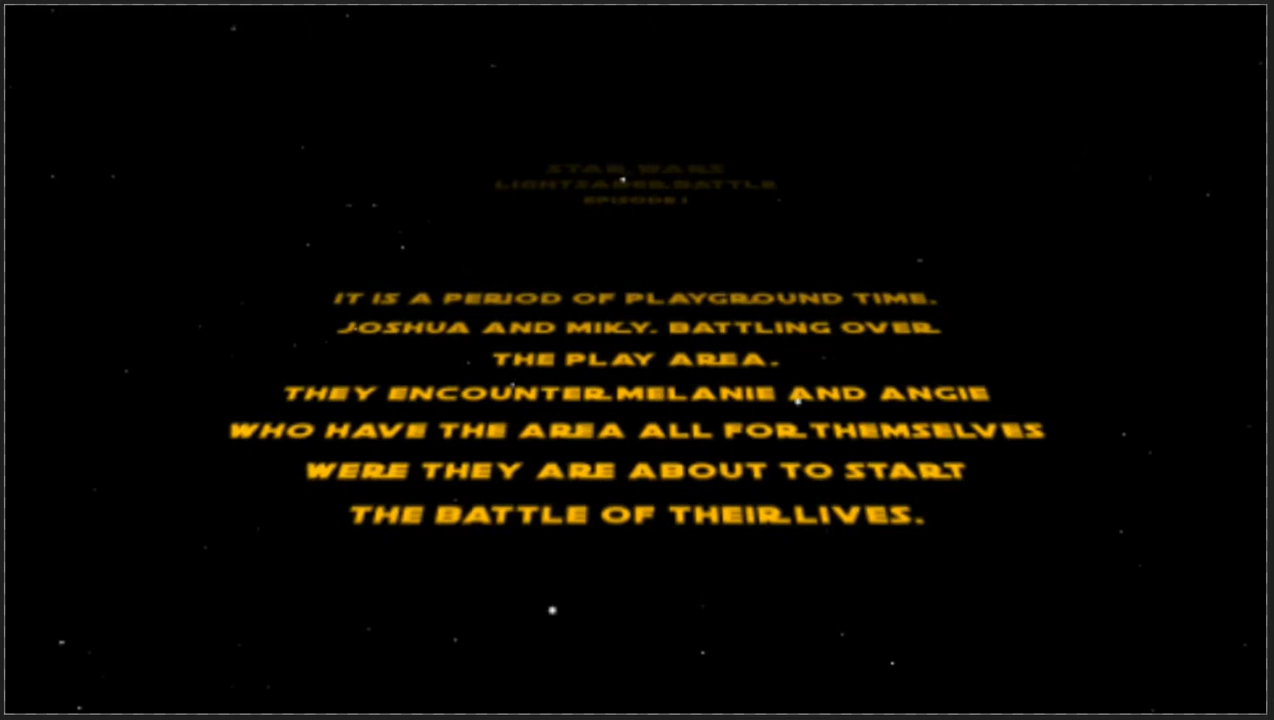 STAR WARS
LIGHTSABER BATTLE
EPISODE I
IT IS A PERIOD OF PLAYGROUND TIME.
JOSHUA AND MIKY. BATTLING OVER
THE PLAY AREA.
THEY ENCOUNTER MELANIE AND ANGIE
WHO HAVE THE AREA ALL FOR THEMSELVES
WERE THEY ARE ABOUT TO START
THE BATTLE OF THEIR LIVES.